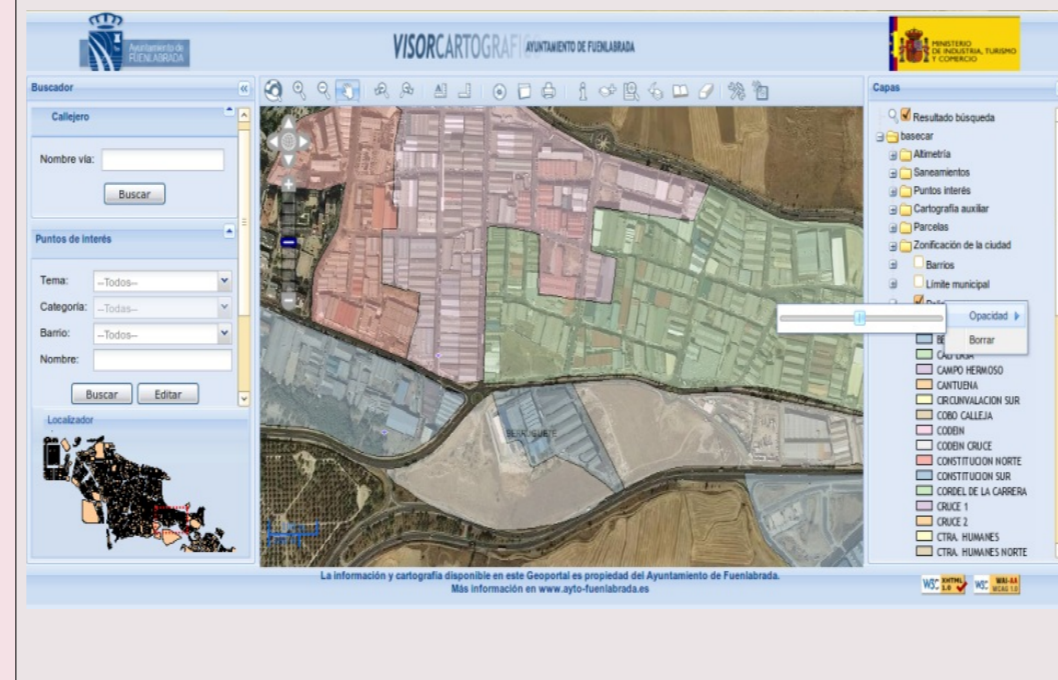 Ayuntamiento de
FUENLABRADA
VISORCARTOGRAFICO AYUNTAMIENTO DE FUENLABRADA
MINISTERIO
DE INDUSTRIA, TURISMO
Y COMERCIO
Buscador
Callejero
Nombre vía:
Buscar
Puntos de interés
Tema:
--Todos--
Categoría:
--Todas--
Barrio:
--Todos--
Nombre:
Buscar
Editar
Localizador
Capas
Resultado búsqueda
basecar
Altimetría
Saneamientos
Puntos interés
Cartografía auxiliar
Parcelas
Zonificación de la ciudad
Barrios
Límite municipal
Opacidad
Borrar
CAMPO HERMOSO
CANTUENA
CIRCUNVALACION SUR
COBO CALLEJA
CODEIN
CODEIN CRUCE
CONSTITUCION NORTE
CONSTITUCION SUR
CORDEL DE LA CARRERA
CRUCE 1
CRUCE 2
CTRA. HUMANES
CTRA. HUMANES NORTE
La información y cartografía disponible en este Geoportal es propiedad del Ayuntamiento de Fuenlabrada.
Más información en www.ayto-fuenlabrada.es
W3C XHTML 1.0
W3C WAI-AA WCAG 1.0